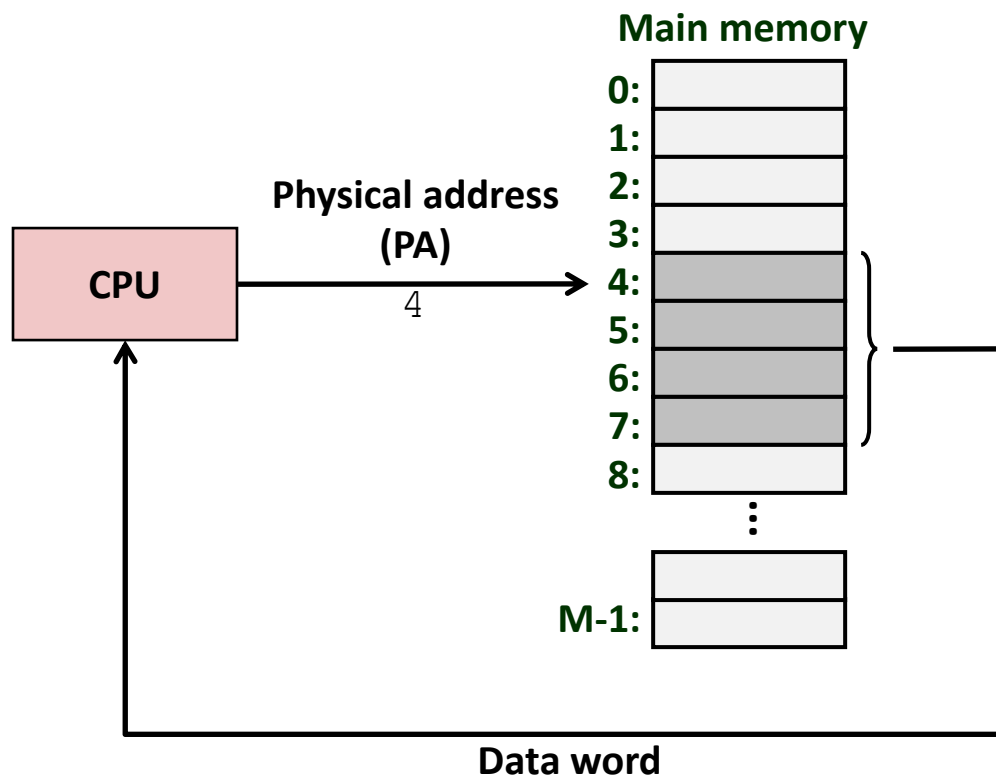 Main memory
0:
1:
2:
Physical address
(PA)
3:
CPU
4
4:
5:
6:
7:
8:
...
M-1:
Data word